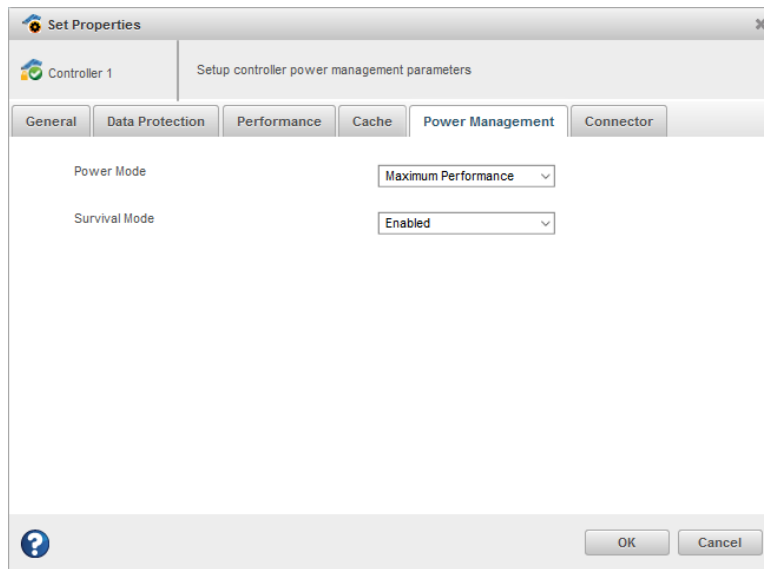 Set Properties
Controller 1
Setup controller power management parameters
General
Data Protection
Performance
Cache
Power Management
Connector
Power Mode
Maximum Performance
Survival Mode
Enabled
?
OK
Cancel